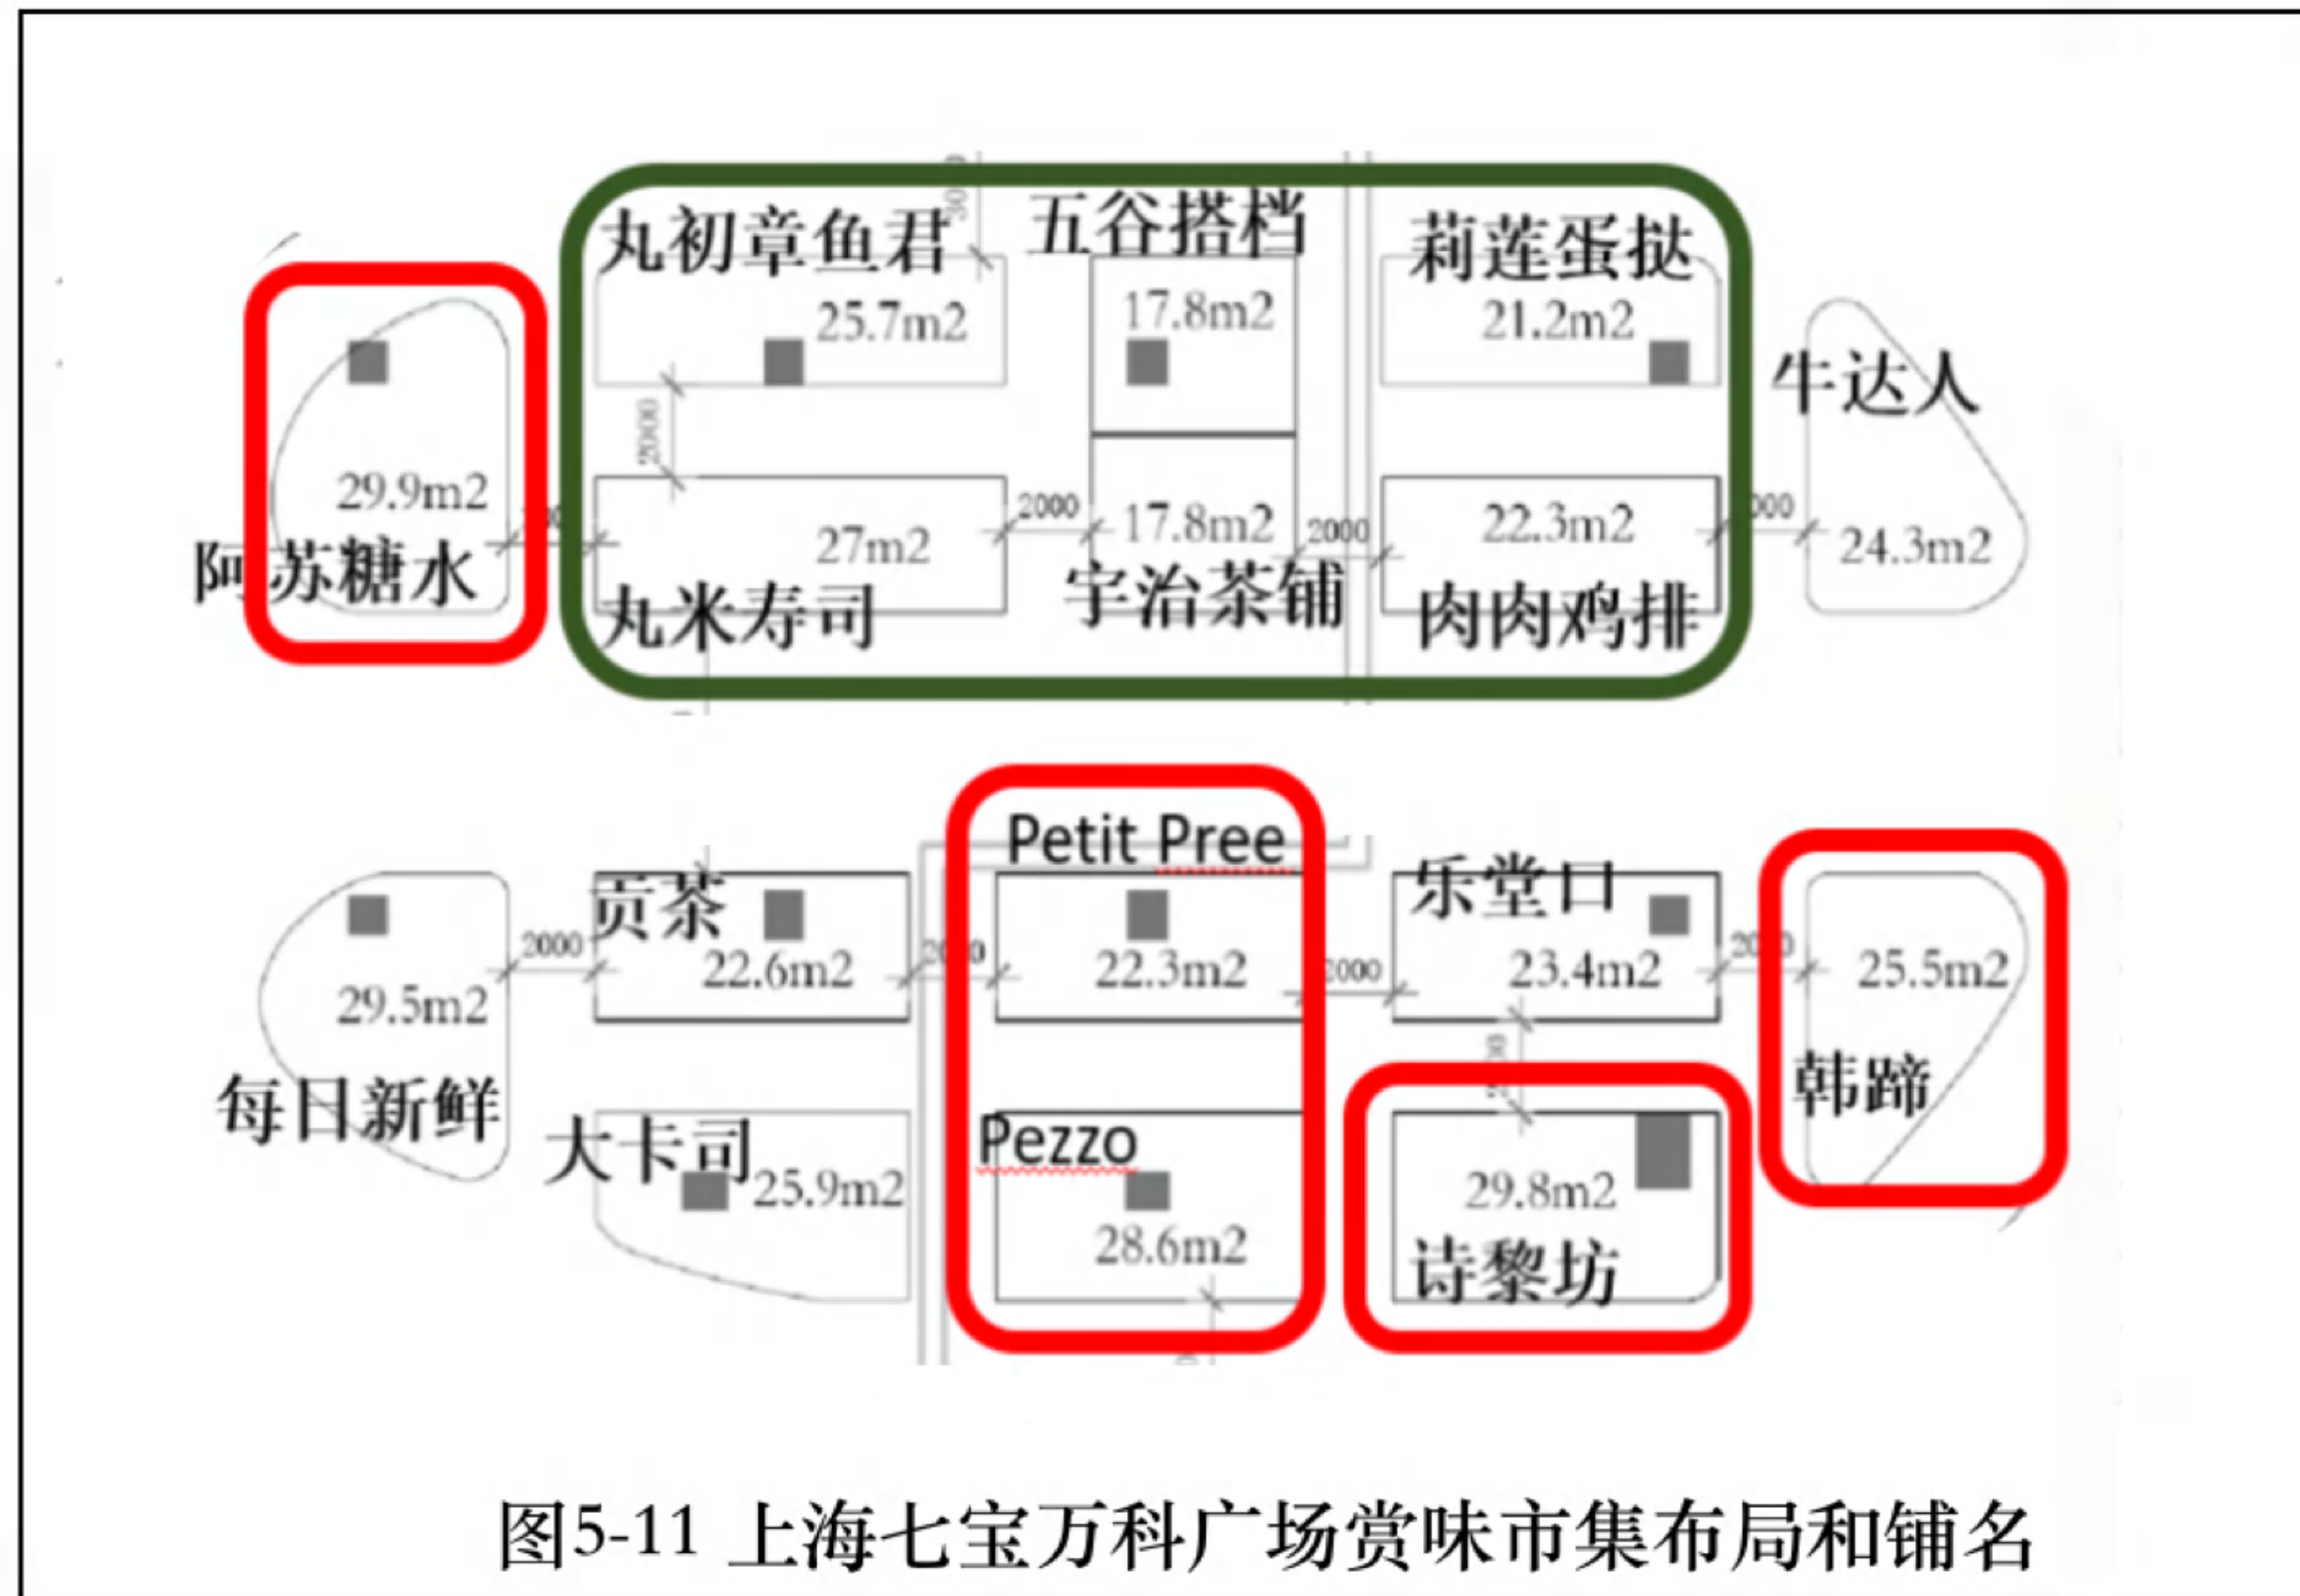 丸初章鱼君
五谷搭档
莉莲蛋挞
25.7m2
17.8m2
21.2m2
牛达人
2000
29.9m2
27m2
2000
17.8m2
2000
22.3m2
24.3m2
阿苏糖水
丸米寿司
宇治茶铺
肉肉鸡排
Petit Pree
贡茶
乐堂口
2000
29.5m2
22.6m2
22.3m2
2000
23.4m2
25.5m2
每日新鲜
大卡司
Pezzo
韩蹄
25.9m2
28.6m2
29.8m2
诗黎坊
图5-11 上海七宝万科广场赏味市集布局和铺名